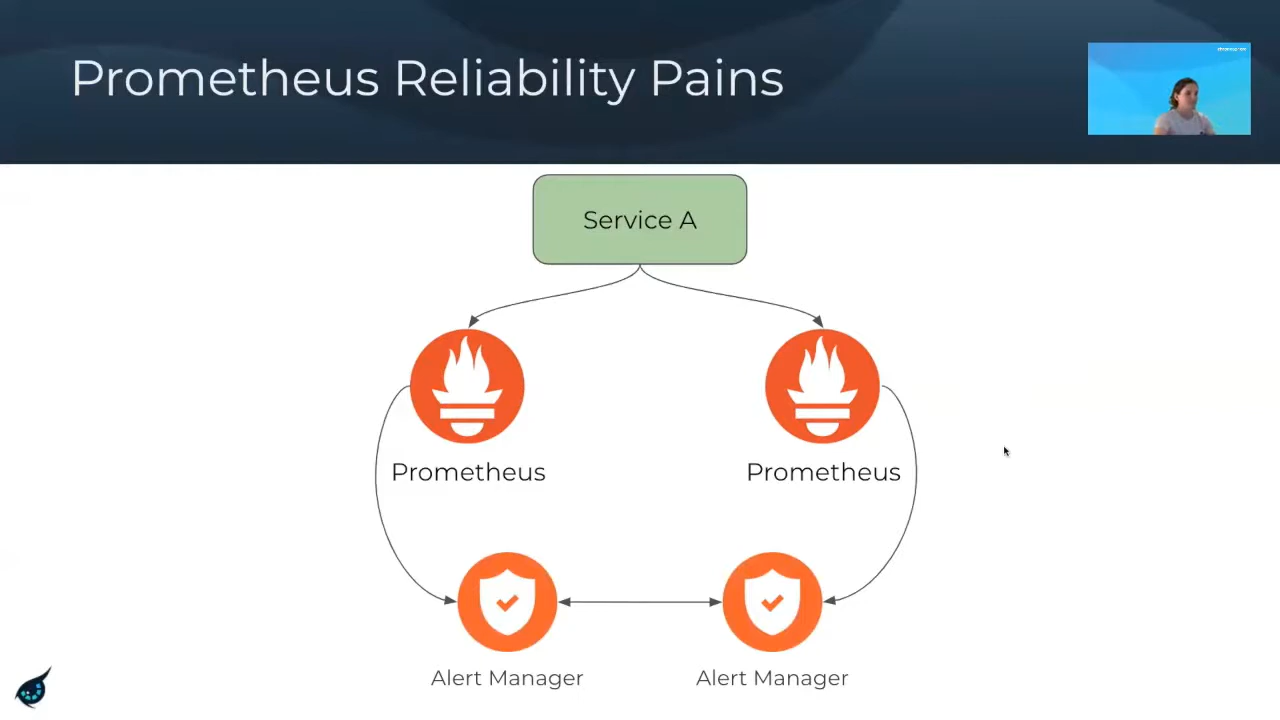 Prometheus Reliability Pains
Service A
Prometheus
Prometheus
Alert Manager
Alert Manager